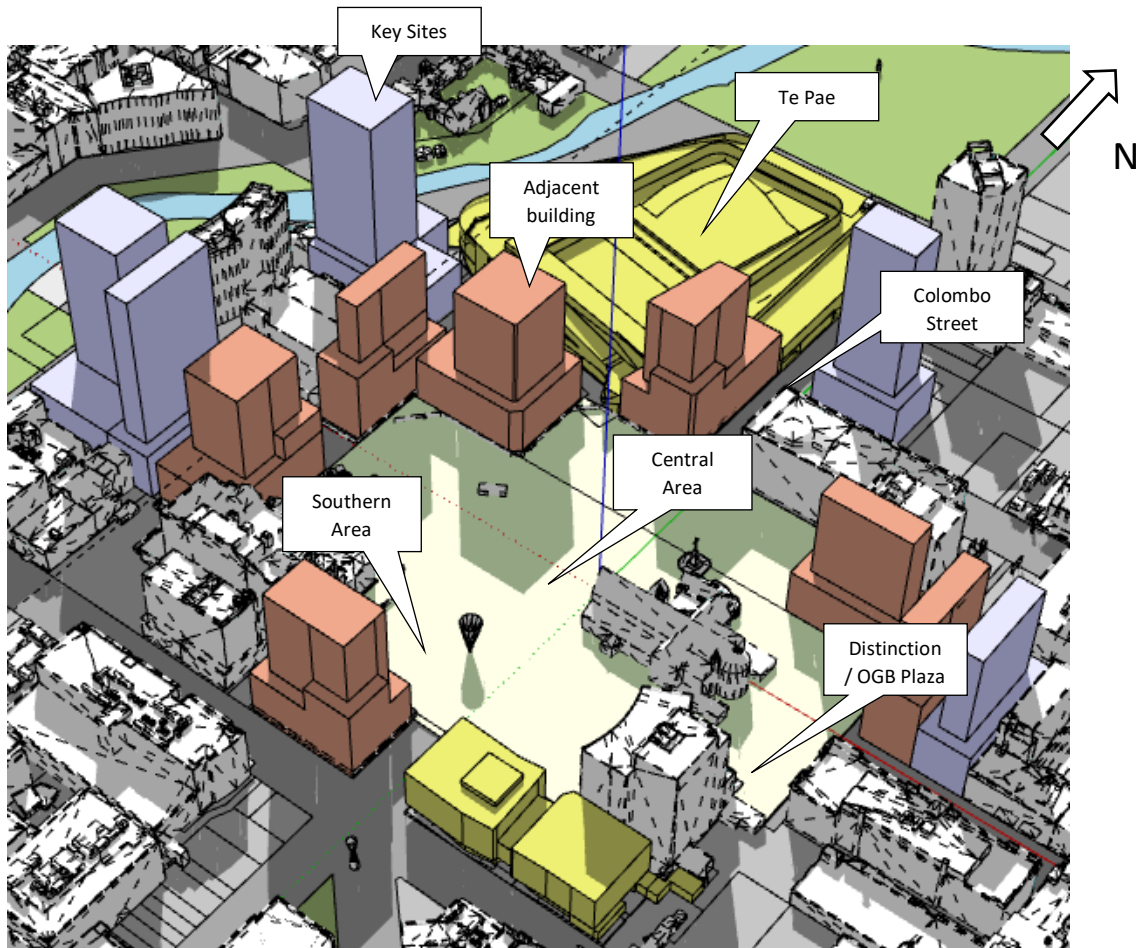 Key Sites
Te Pae
N
Adjacent
building
Colombo
Street
Central
Area
Southern
Area
Distinction
/ OGB Plaza